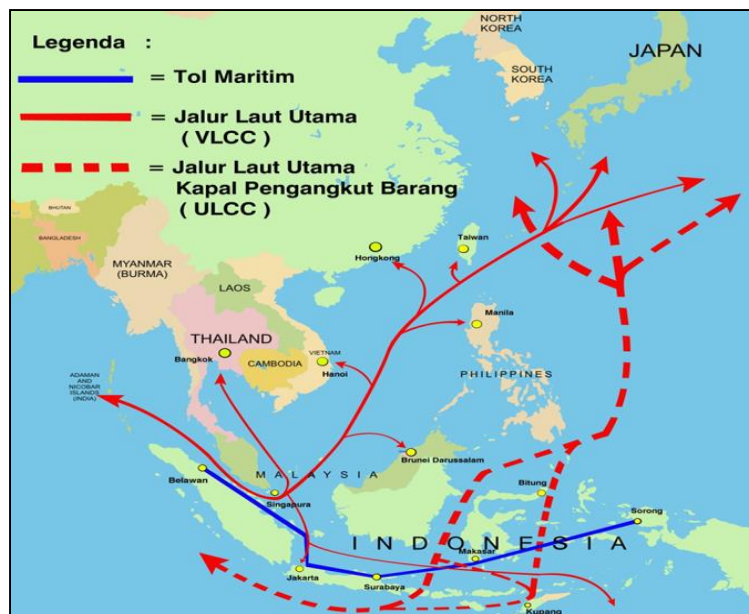 Legenda :
= Tol Maritim
= Jalur Laut Utama
( VLCC )
= Jalur Laut Utama
Kapal Pengangkut Barang
( ULCC )
NORTH
KOREA
SOUTH
KOREA
JAPAN
BHUTAN
BANGLADESH
MYANMAR
(BURMA)
LAOS
THAILAND
Bangkok
CAMBODIA
VIETNAM
Hanoi
Hongkong
Taiwan
Manila
PHILIPPINES
ADAMAN
AND
NICOBAR
ISLANDS
(INDIA)
MALAYSIA
Brunei Darussalam
Belawan
Singapura
Bitung
Sorong
INDONESIA
Makasar
Jakarta
Surabaya
Kupang